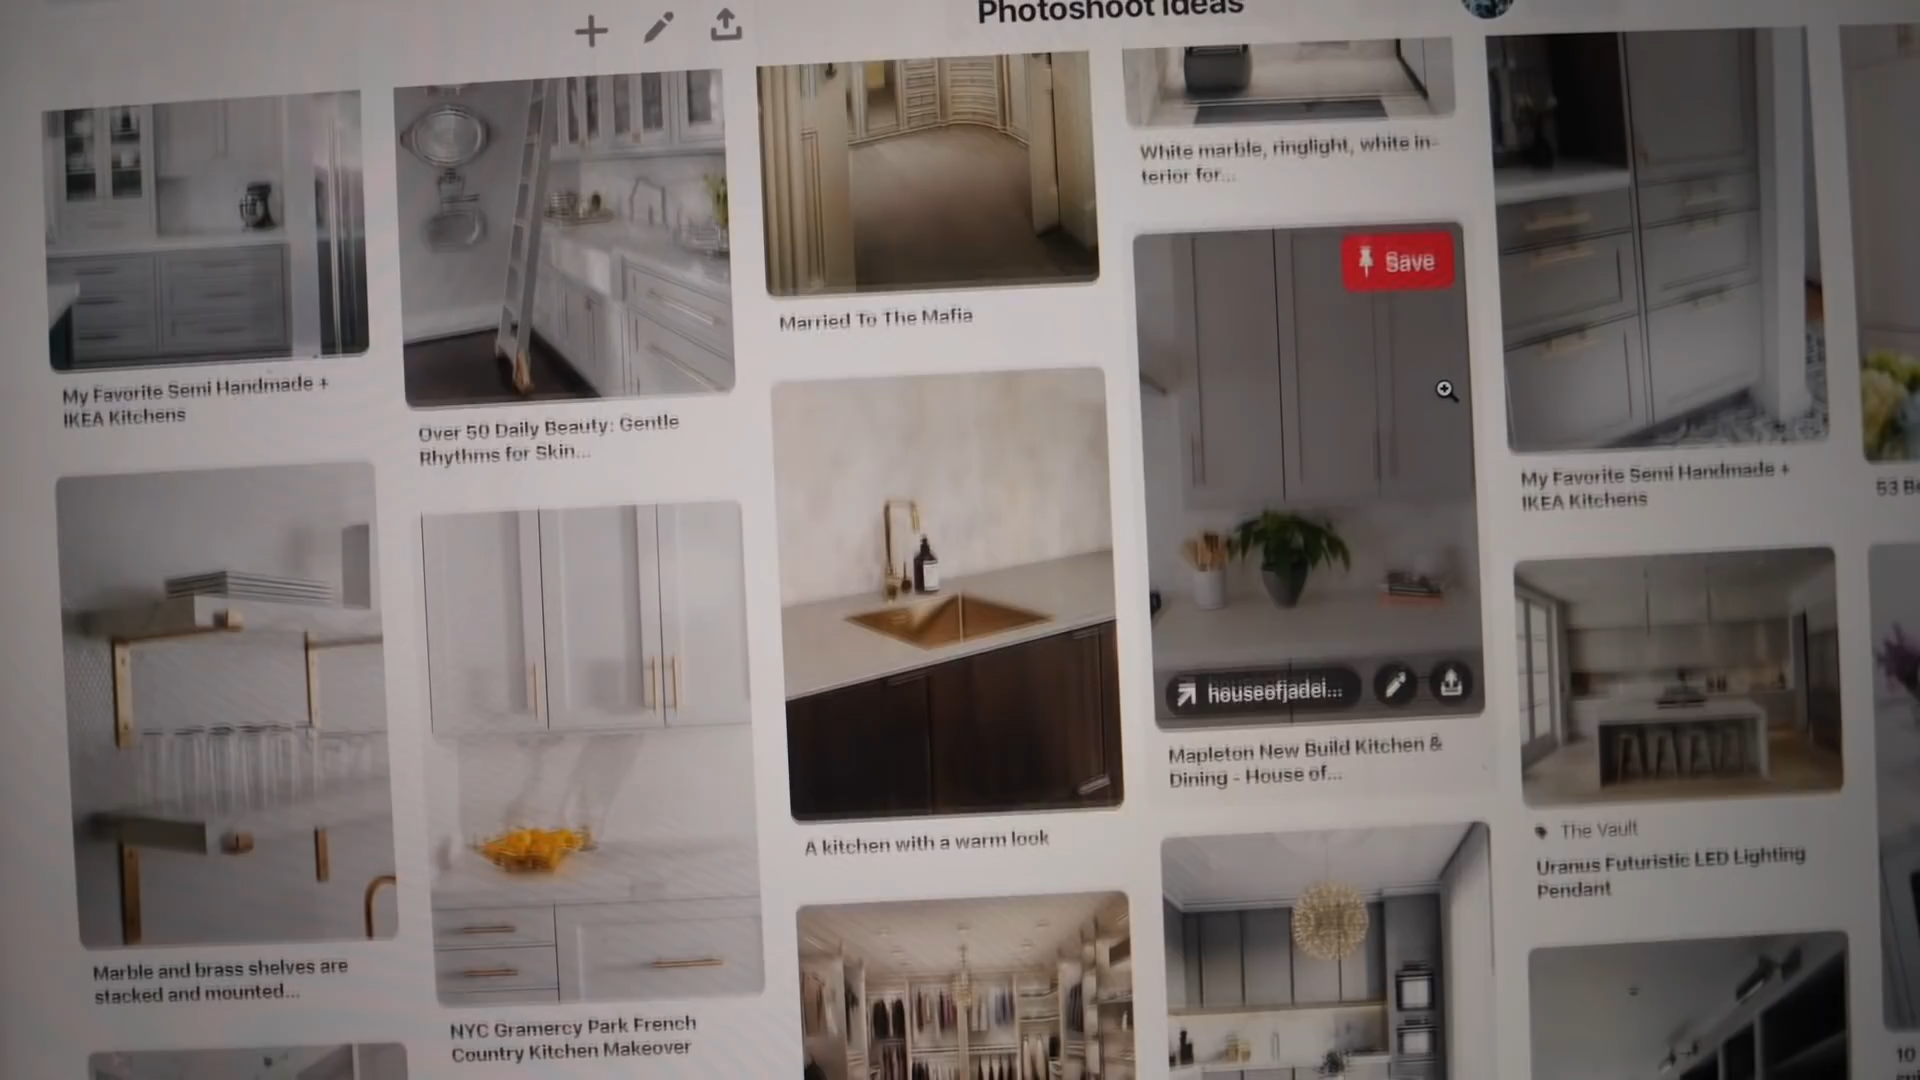 Photoshoot Ideas
My Favorite Semi Handmade +
IKEA Kitchens
Marble and brass shelves are
stacked and mounted...
Over 50 Daily Beauty: Gentle
Rhythms for Skin...
NYC Gramercy Park French
Country Kitchen Makeover
Married To The Mafia
A kitchen with a warm look
White marble, ringlight, white in-
terior for...
Save
houseofjadei...
Mapleton New Build Kitchen &
Dining - House of...
My Favorite Semi Handmade +
IKEA Kitchens
The Vault
Uranus Futuristic LED Lighting
Pendant
53
10